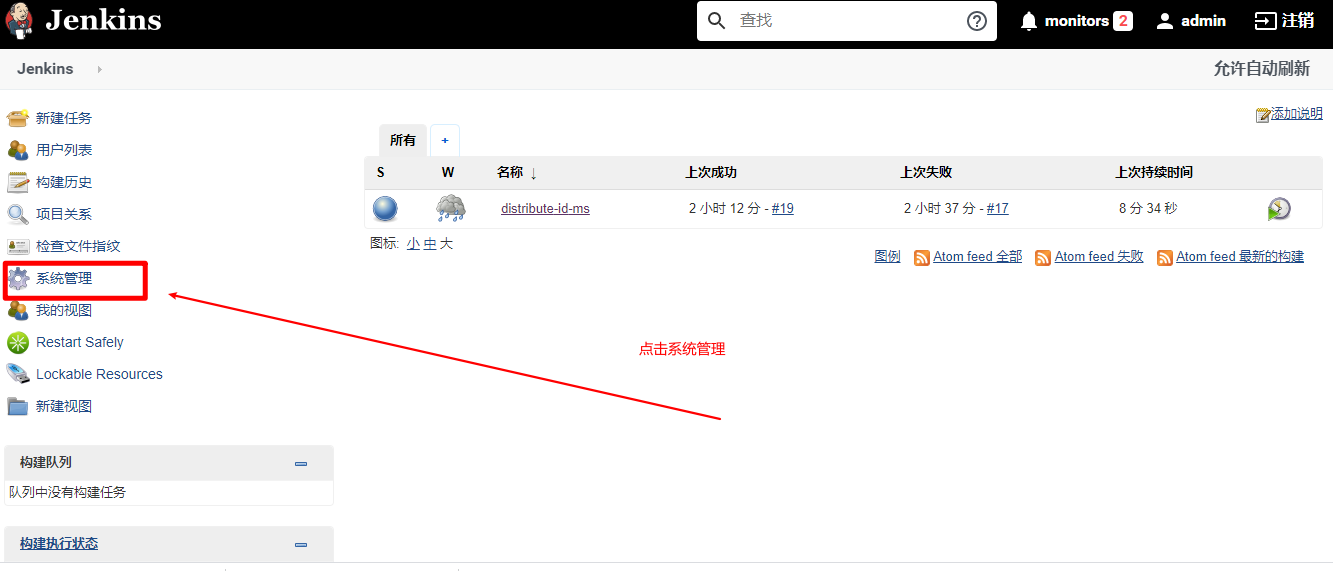 Jenkins
查找
monitors 2
admin
注销
Jenkins
允许自动刷新
新建任务
用户列表
构建历史
项目关系
检查文件指纹
系统管理
我的视图
Restart Safely
Lockable Resources
新建视图
添加说明
所有 +
S W 名称 ↓ 上次成功 上次失败 上次持续时间
distribute-id-ms 2 小时 12 分 - #19 2 小时 37 分 - #17 8 分 34 秒
图标: 小 中 大
图例 Atom feed 全部 Atom feed 失败 Atom feed 最新的构建
点击系统管理
构建队列
队列中没有构建任务
构建执行状态